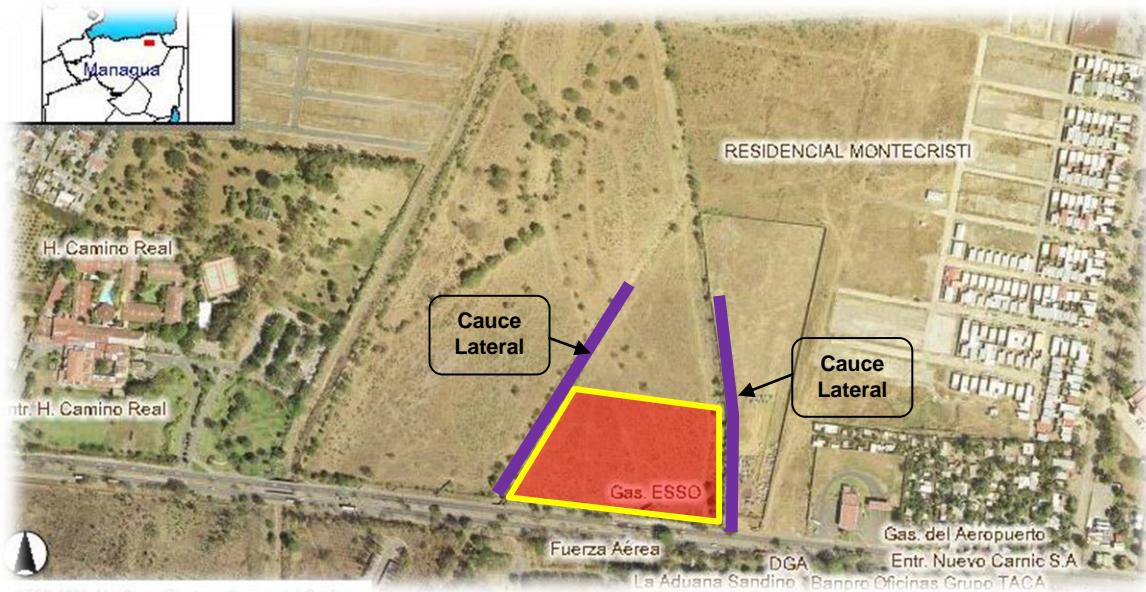 Managua
RESIDENCIAL MONTECRISTI
H. Camino Real
Cauce
Lateral
Cauce
Lateral
ntr. H. Camino Real
Gas. ESSO
Gas. del Aeropuerto
Fuerza Aérea
DGA
Entr. Nuevo Carnic S.A
La Aduana Sandino
Banpro Oficinas Grupo TACA